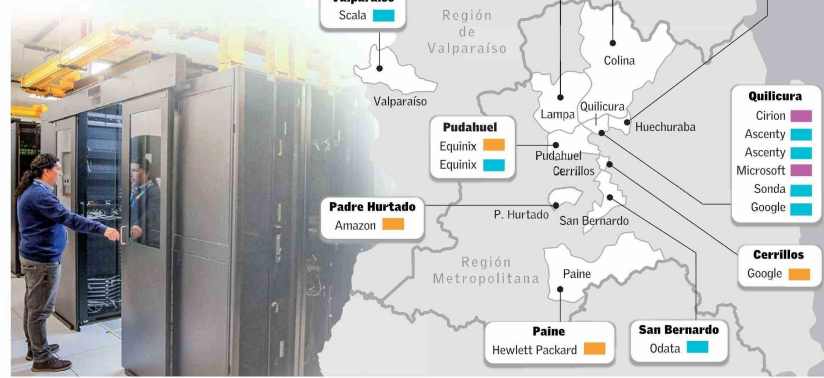 Valparaíso
Scala
Región
de
Valparaíso
Colina
Valparaíso
Lampa
Quilicura
Huechuraba
Quilicura
Cirion
Ascenty
Ascenty
Microsoft
Sonda
Google
Pudahuel
Equinix
Equinix
Pudahuel
Cerrillos
Padre Hurtado
Amazon
P. Hurtado
San Bernardo
Cerrillos
Google
Región
Metropolitana
Paine
Paine
Hewlett Packard
San Bernardo
Odata